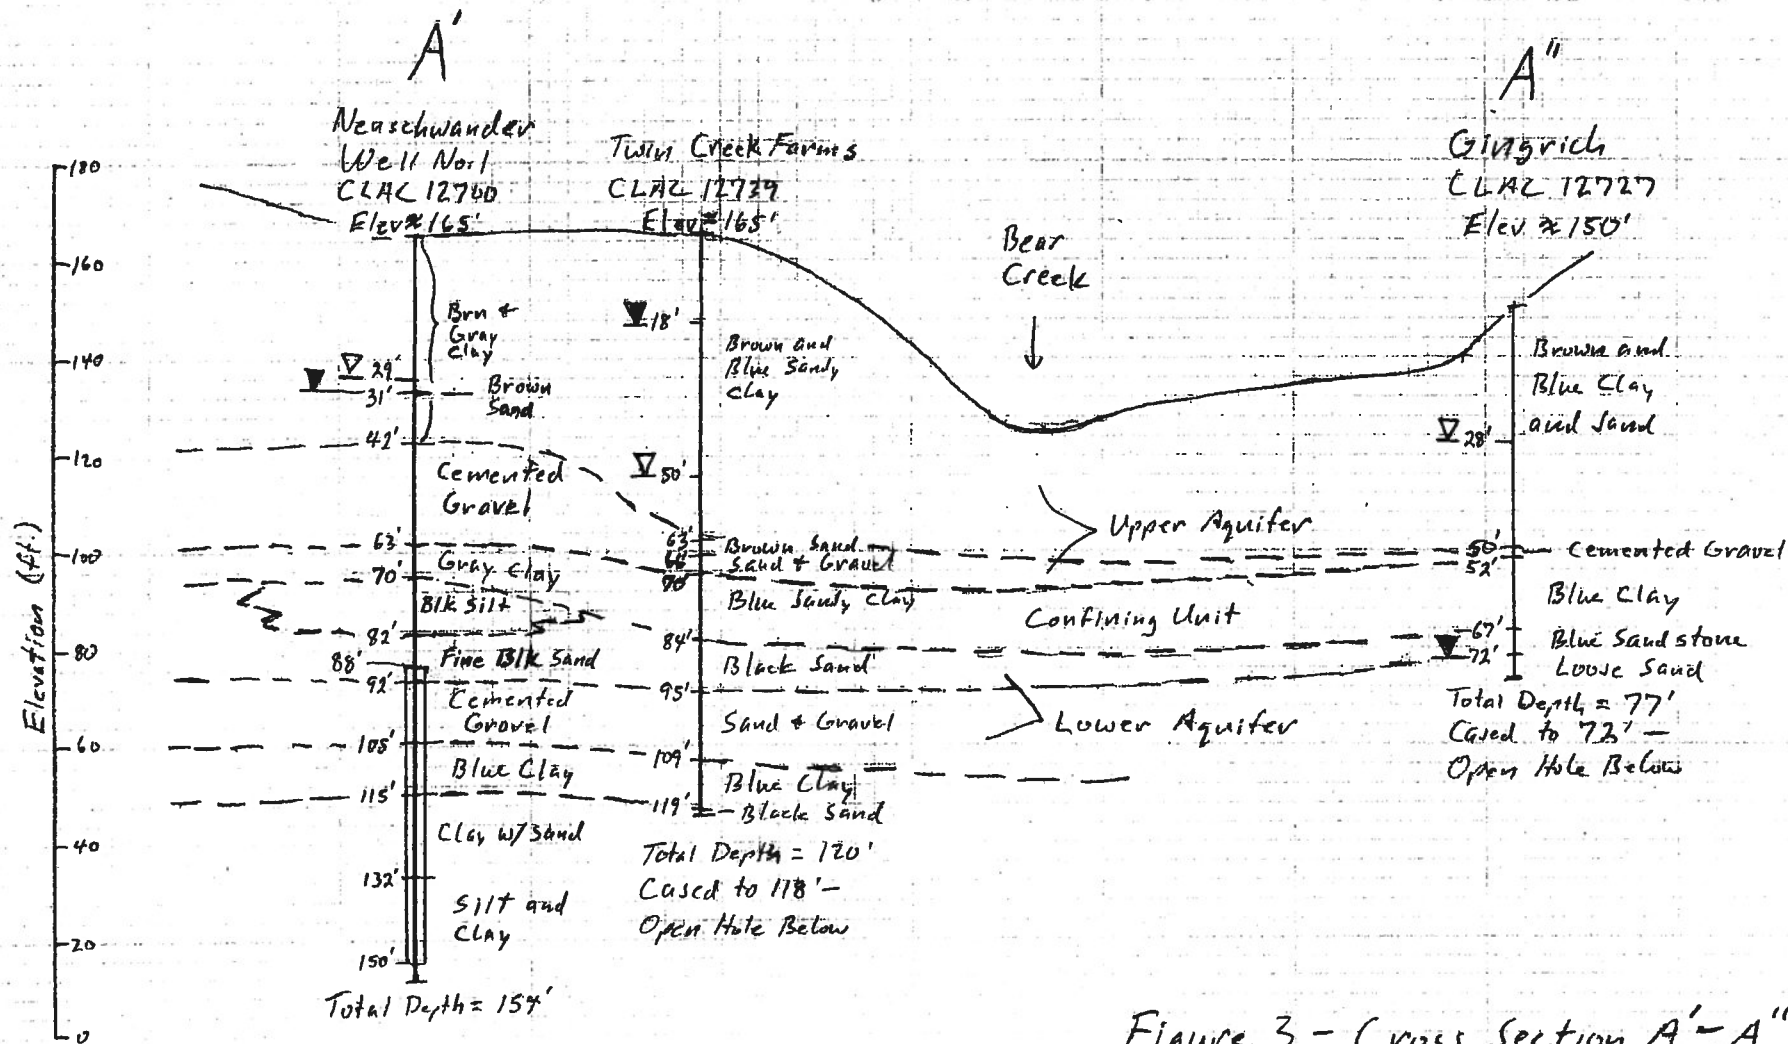 A'
A"
Neuschwander
Well No.1
CLAC 12700
Elev ≈ 165'
Twin Creek Farms
CLAC 12739
Elev ≈ 165'
Gingrich
CLAC 12727
Elev ≈ 150'
Bear
Creek
Elevation (ft.)
180
160
140
120
100
80
60
40
20
0
29'
31'
42'
63'
70'
82'
88'
92'
105'
115'
132'
150'
Brn &
Gray
Clay
Brown
Sand
Cemented
Gravel
Gray Clay
Blk Silt
Fine Blk Sand
Cemented
Gravel
Blue Clay
Clay w/ Sand
Silt and
Clay
Total Depth = 154'
18'
50'
63'
66'
70'
84'
95'
109'
119'
Brown and
Blue Sandy
Clay
Brown Sand
Sand & Gravel
Blue Sandy Clay
Black Sand
Sand & Gravel
Blue Clay
Black Sand
Total Depth = 120'
Cased to 118' –
Open Hole Below
Upper Aquifer
Confining Unit
Lower Aquifer
28'
50'
52'
67'
72'
Brown and
Blue Clay
and Sand
Cemented Gravel
Blue Clay
Blue Sandstone
Loose Sand
Total Depth = 77'
Cased to 72' –
Open Hole Below
Figure 3 – Cross Section A' – A"